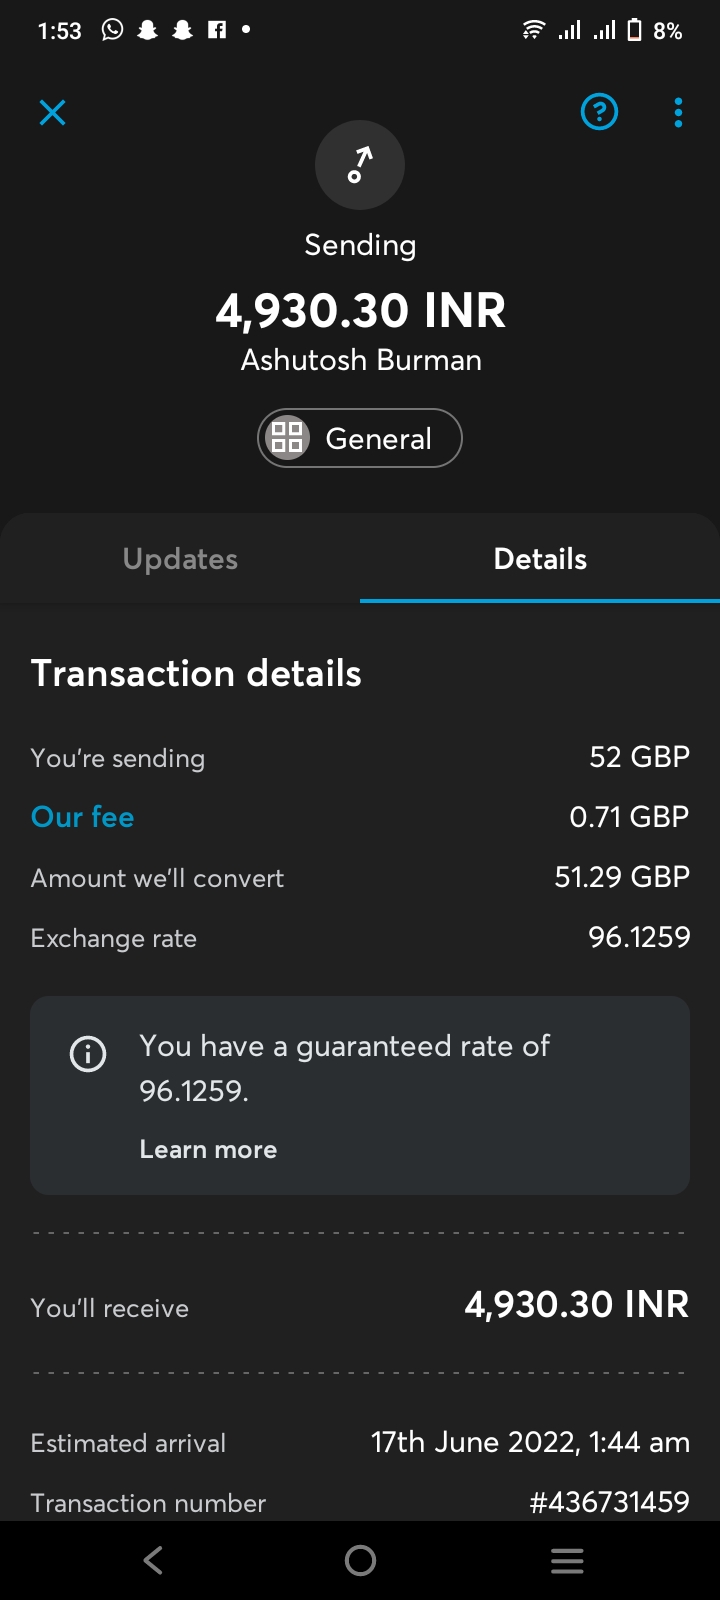 1:53
8%
Sending
4,930.30 INR
Ashutosh Burman
General
Updates
Details
Transaction details
You're sending 52 GBP
Our fee 0.71 GBP
Amount we'll convert 51.29 GBP
Exchange rate 96.1259
You have a guaranteed rate of
96.1259.
Learn more
You'll receive 4,930.30 INR
Estimated arrival 17th June 2022, 1:44 am
Transaction number #436731459